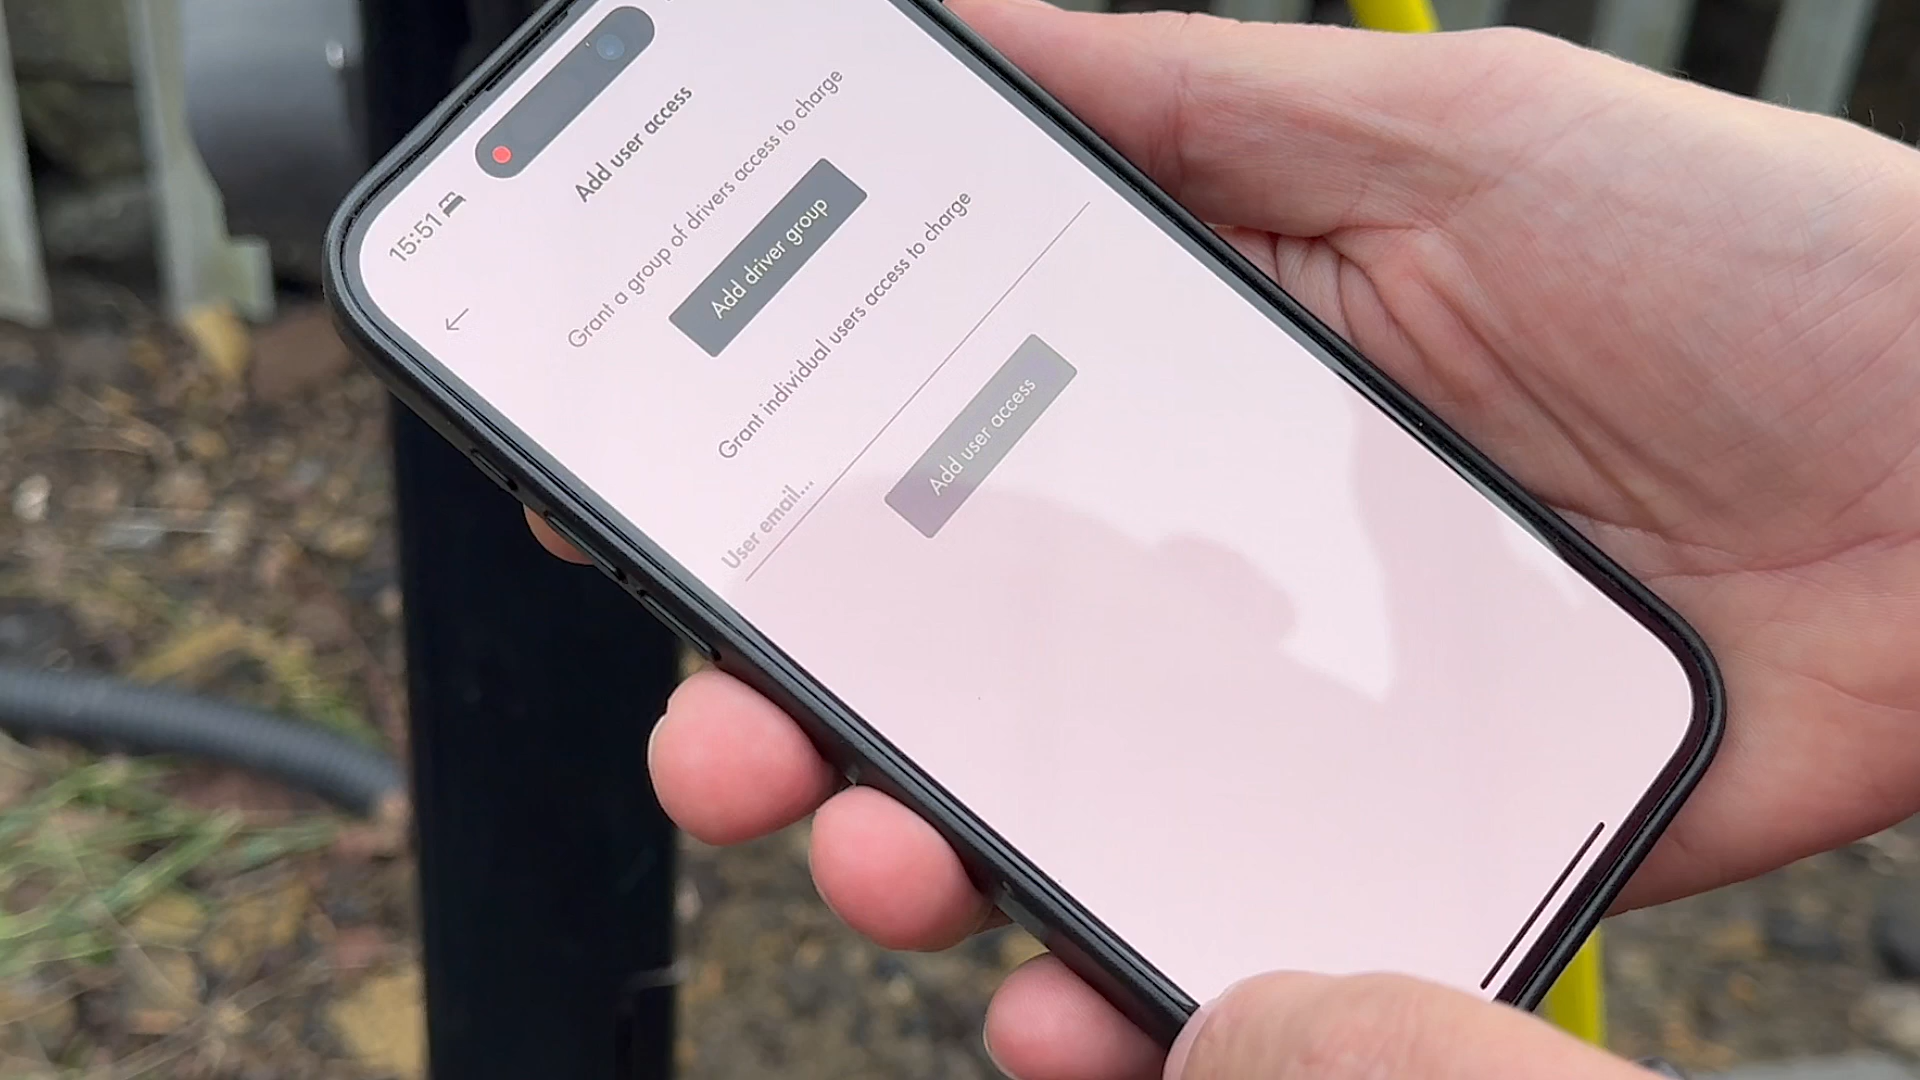 15:51
Add user access
Grant a group of drivers access to charge
Add driver group
Grant individual users access to charge
User email...
Add user access